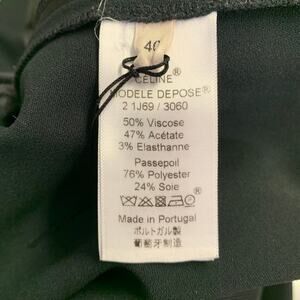 40
CELINE®
MODELE DEPOSE®
2 1J69 / 3060
50% Viscose
47% Acétate
3% Elasthanne
Passepoil
76% Polyester
24% Soie
Made in Portugal
ポルトガル製
葡萄牙制造